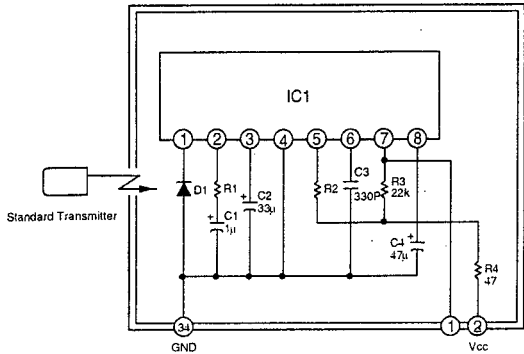 IC1
1 2 3 4 5 6 7 8
D1
R1
C1
1μ
C2
33μ
R2
C3
330P
R3
22k
C4
47μ
R4
47
Standard Transmitter
34
GND
1 2
Vcc